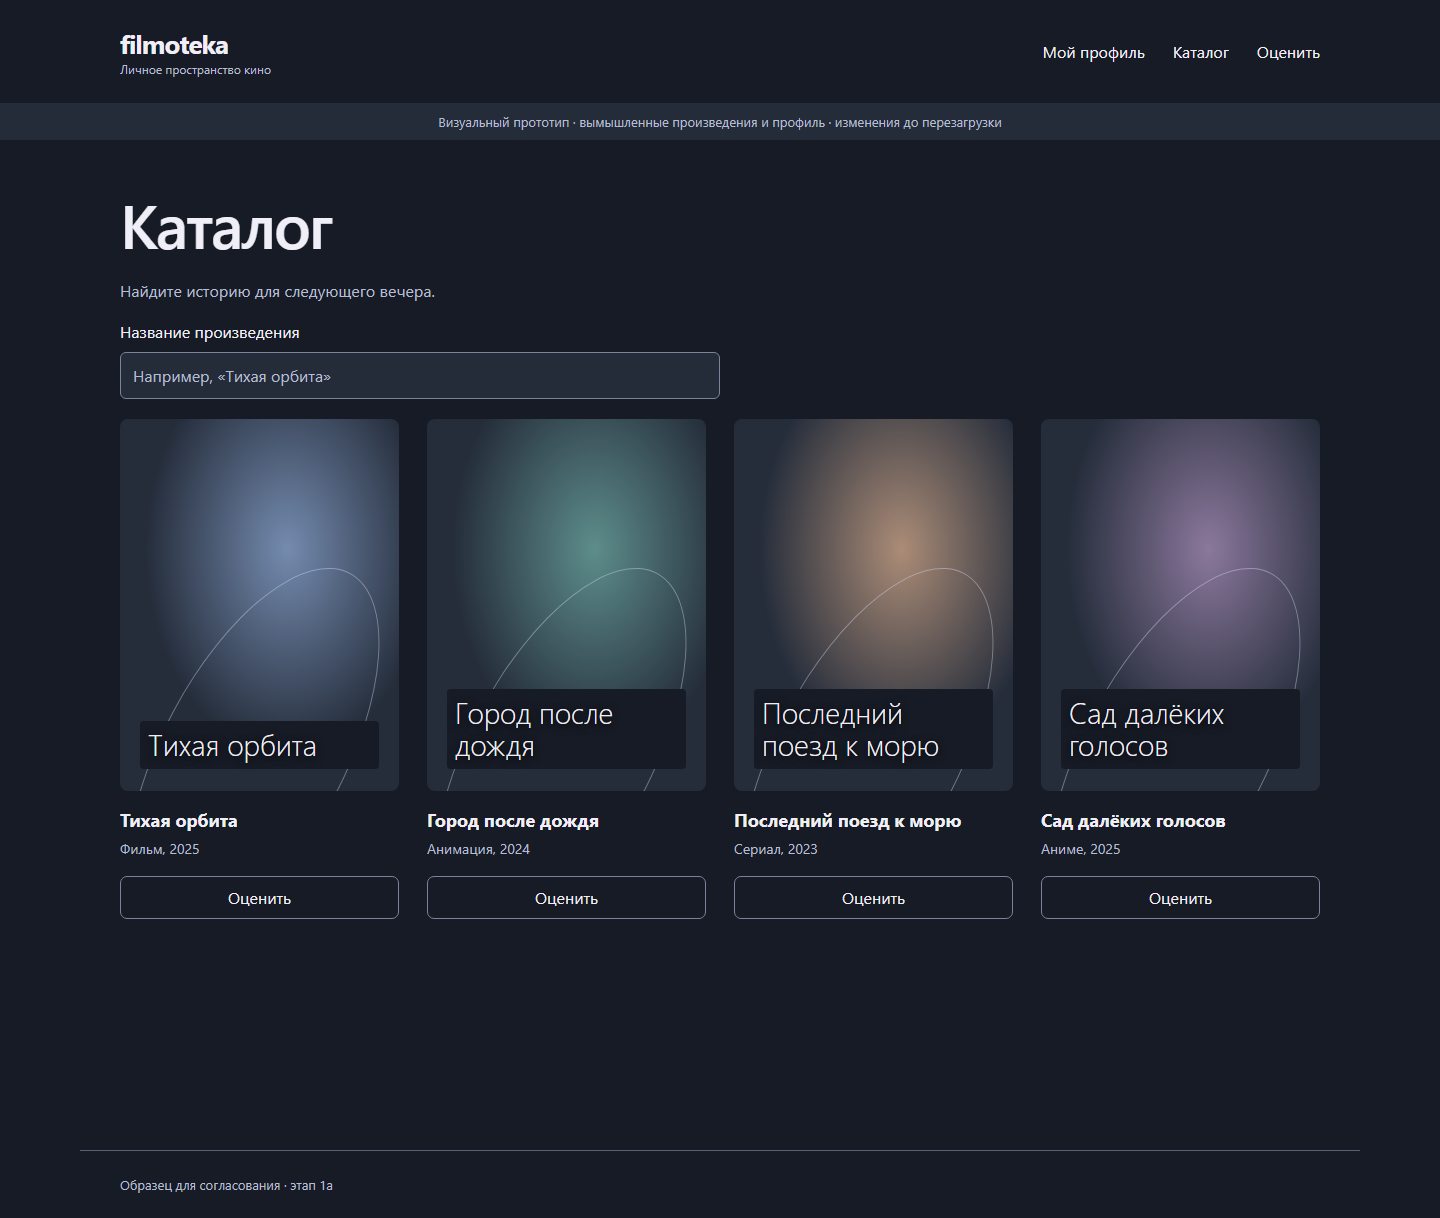 filmoteka
Личное пространство кино
Мой профиль
Каталог
Оценить
Визуальный прототип · вымышленные произведения и профиль · изменения до перезагрузки
Каталог
Найдите историю для следующего вечера.
Название произведения
Например, «Тихая орбита»
Тихая орбита
Город после
дождя
Последний
поезд к морю
Сад далёких
голосов
Тихая орбита
Фильм, 2025
Оценить
Город после дождя
Анимация, 2024
Оценить
Последний поезд к морю
Сериал, 2023
Оценить
Сад далёких голосов
Аниме, 2025
Оценить
Образец для согласования · этап 1а